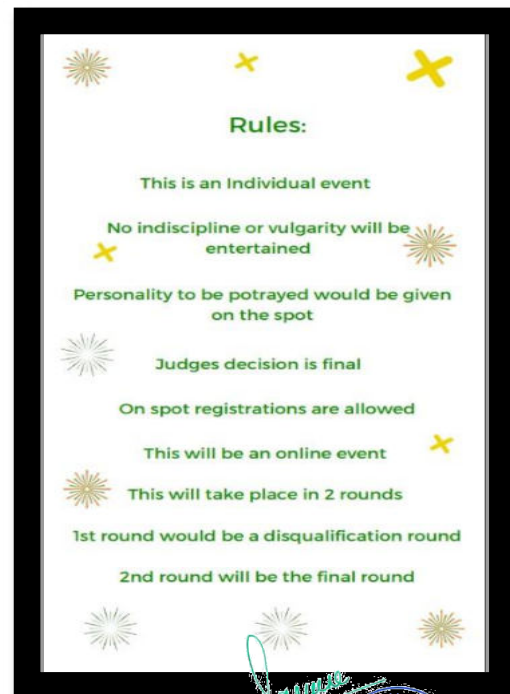 Rules:
This is an Individual event
No indiscipline or vulgarity will be
entertained
Personality to be potrayed would be given
on the spot
Judges decision is final
On spot registrations are allowed
This will be an online event
This will take place in 2 rounds
1st round would be a disqualification round
2nd round will be the final round